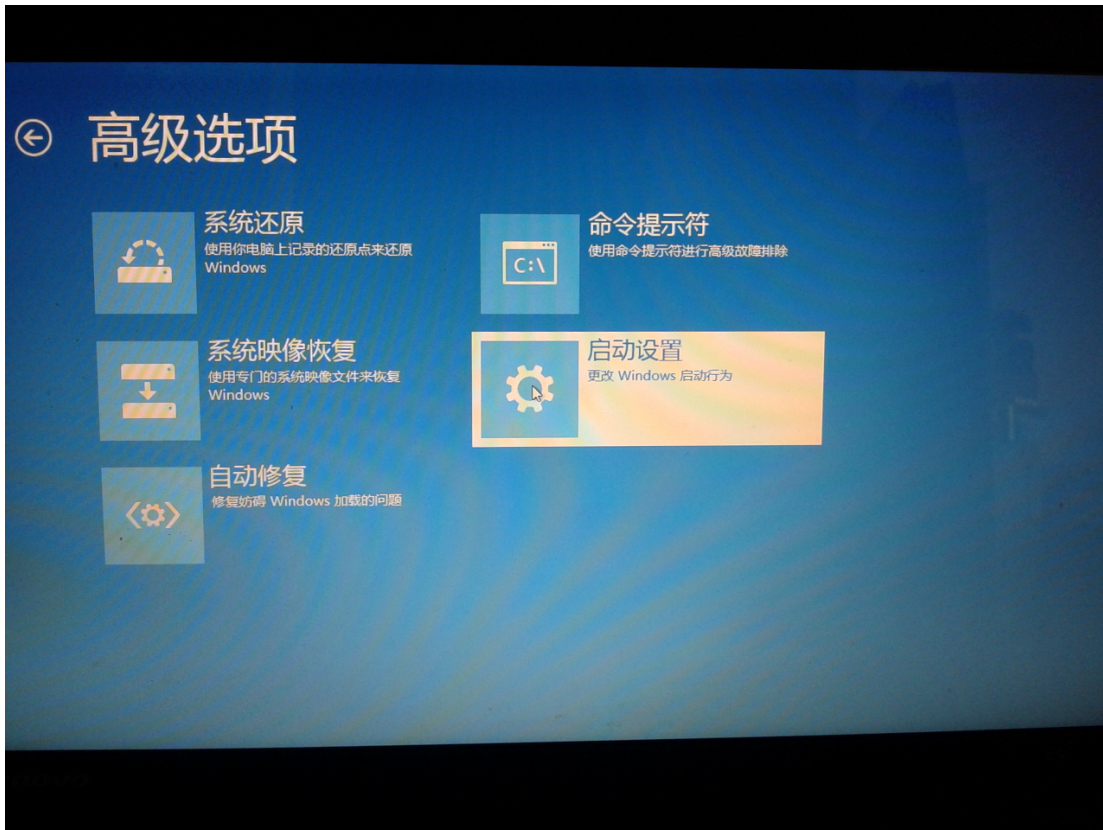 高级选项
系统还原
使用你电脑上记录的还原点来还原
Windows
命令提示符
使用命令提示符进行高级故障排除
C:\
系统映像恢复
使用专门的系统映像文件来恢复
Windows
启动设置
更改 Windows 启动行为
自动修复
修复妨碍 Windows 加载的问题